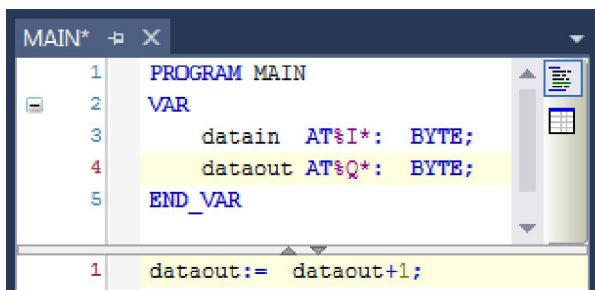 MAIN*
1 PROGRAM MAIN
2 VAR
3 datain AT%I*: BYTE;
4 dataout AT%Q*: BYTE;
5 END_VAR
1 dataout:= dataout+1;